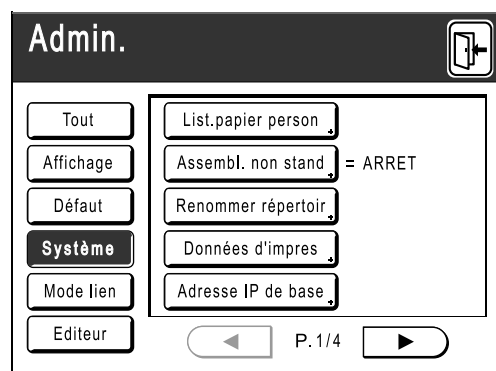 Admin.
Tout
Affichage
Défaut
Système
Mode lien
Editeur
List.papier person
Assembl. non stand = ARRET
Renommer répertoir
Données d'impres
Adresse IP de base
P.1/4